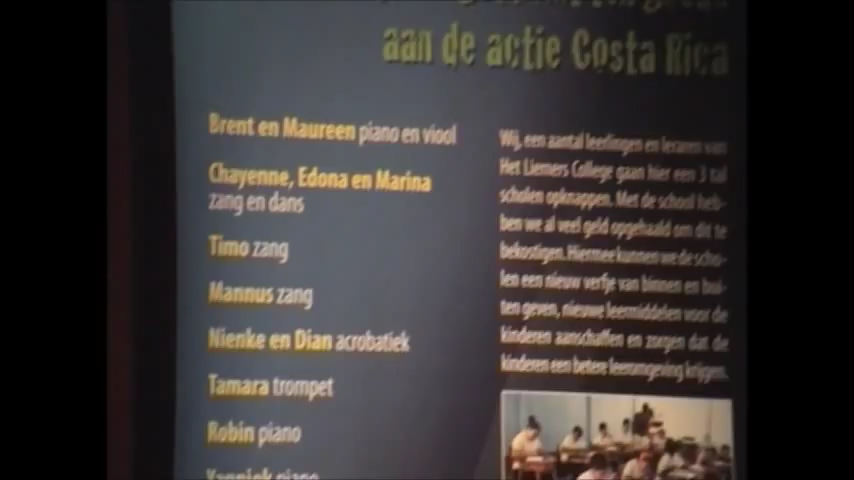 aan de actie Costa Rica
Brent en Maureen piano en viool
Chayenne, Edona en Marina
zang en dans
Timo zang
Mannus zang
Nienke en Dian acrobatiek
Tamara trompet
Robin piano
Yannick piano
Wij, een aantal leerlingen en leraren van
Het Liemers College gaan hier een 3 tal
scholen opknappen. Met de school heb-
ben we al veel geld opgehaald om dit te
bekostigen. Hiermee kunnen we de scho-
len een nieuw verfje van binnen en bui-
ten geven, nieuwe leermiddelen voor de
kinderen aanschaffen en zorgen dat de
kinderen een betere leeromgeving krijgen.